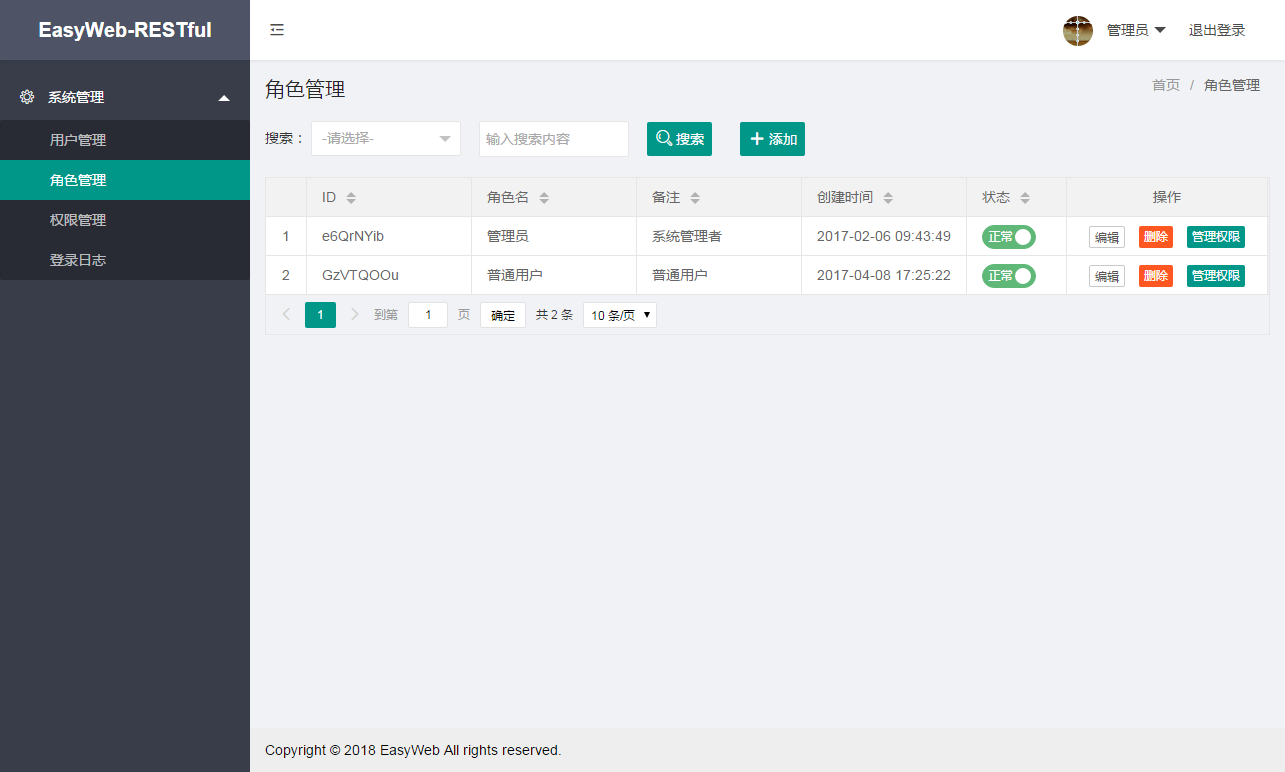 EasyWeb-RESTful
管理员 退出登录
系统管理
用户管理
角色管理
权限管理
登录日志
角色管理
首页 / 角色管理
搜索： -请选择- 输入搜索内容 搜索 添加
ID 角色名 备注 创建时间 状态 操作
1 e6QrNYib 管理员 系统管理者 2017-02-06 09:43:49 正常 编辑 删除 管理权限
2 GzVTQOOu 普通用户 普通用户 2017-04-08 17:25:22 正常 编辑 删除 管理权限
1 到第 1 页 确定 共 2 条 10 条/页
Copyright © 2018 EasyWeb All rights reserved.